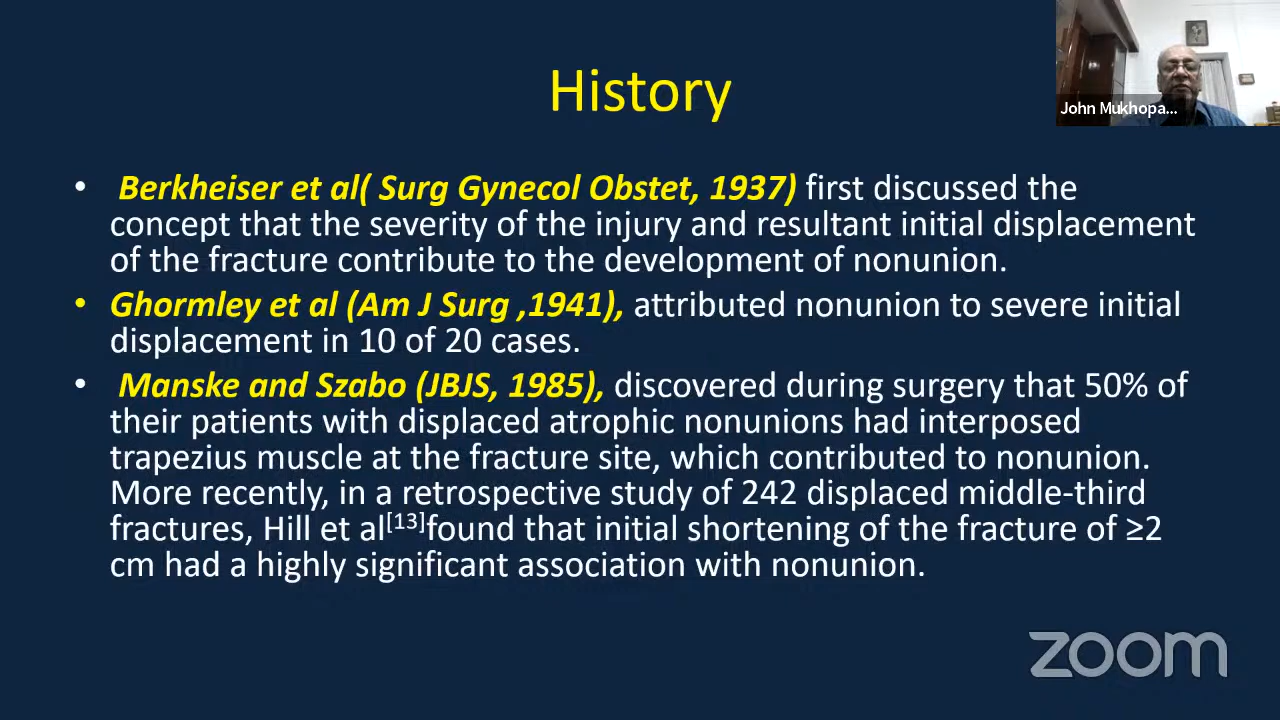 History
John Mukhopa...
• Berkheiser et al( Surg Gynecol Obstet, 1937) first discussed the
concept that the severity of the injury and resultant initial displacement
of the fracture contribute to the development of nonunion.
• Ghormley et al (Am J Surg ,1941), attributed nonunion to severe initial
displacement in 10 of 20 cases.
• Manske and Szabo (JBJS, 1985), discovered during surgery that 50% of
their patients with displaced atrophic nonunions had interposed
trapezius muscle at the fracture site, which contributed to nonunion.
More recently, in a retrospective study of 242 displaced middle-third
fractures, Hill et al[13]found that initial shortening of the fracture of ≥2
cm had a highly significant association with nonunion.
zoom